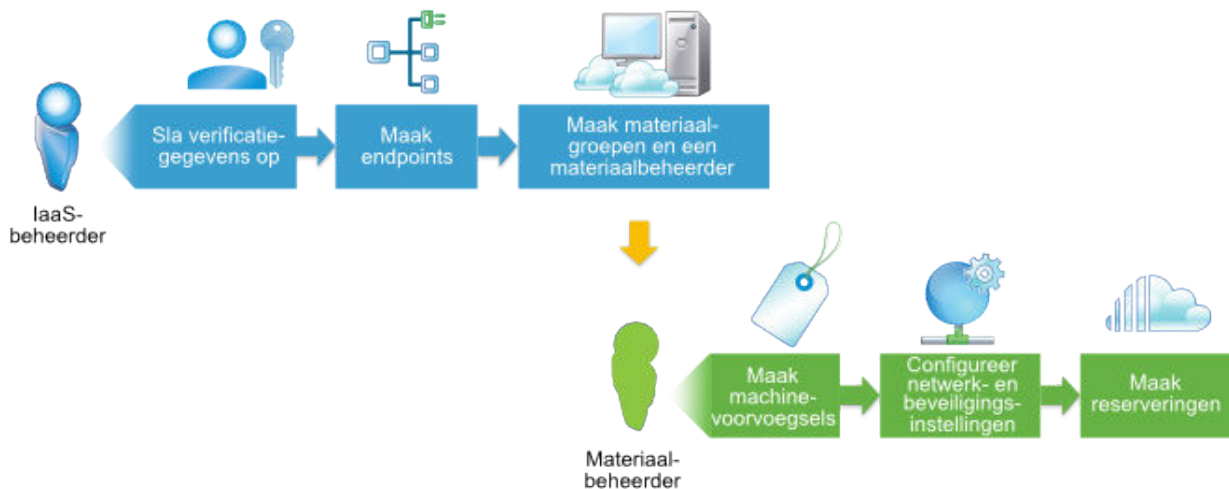 Sla verificatie-
gegevens op
Maak
endpoints
Maak materiaal-
groepen en een
materiaalbeheerder
IaaS-
beheerder
Maak
machine-
voorvoegsels
Configureer
netwerk- en
beveiligings-
instellingen
Maak
reserveringen
Materiaal-
beheerder